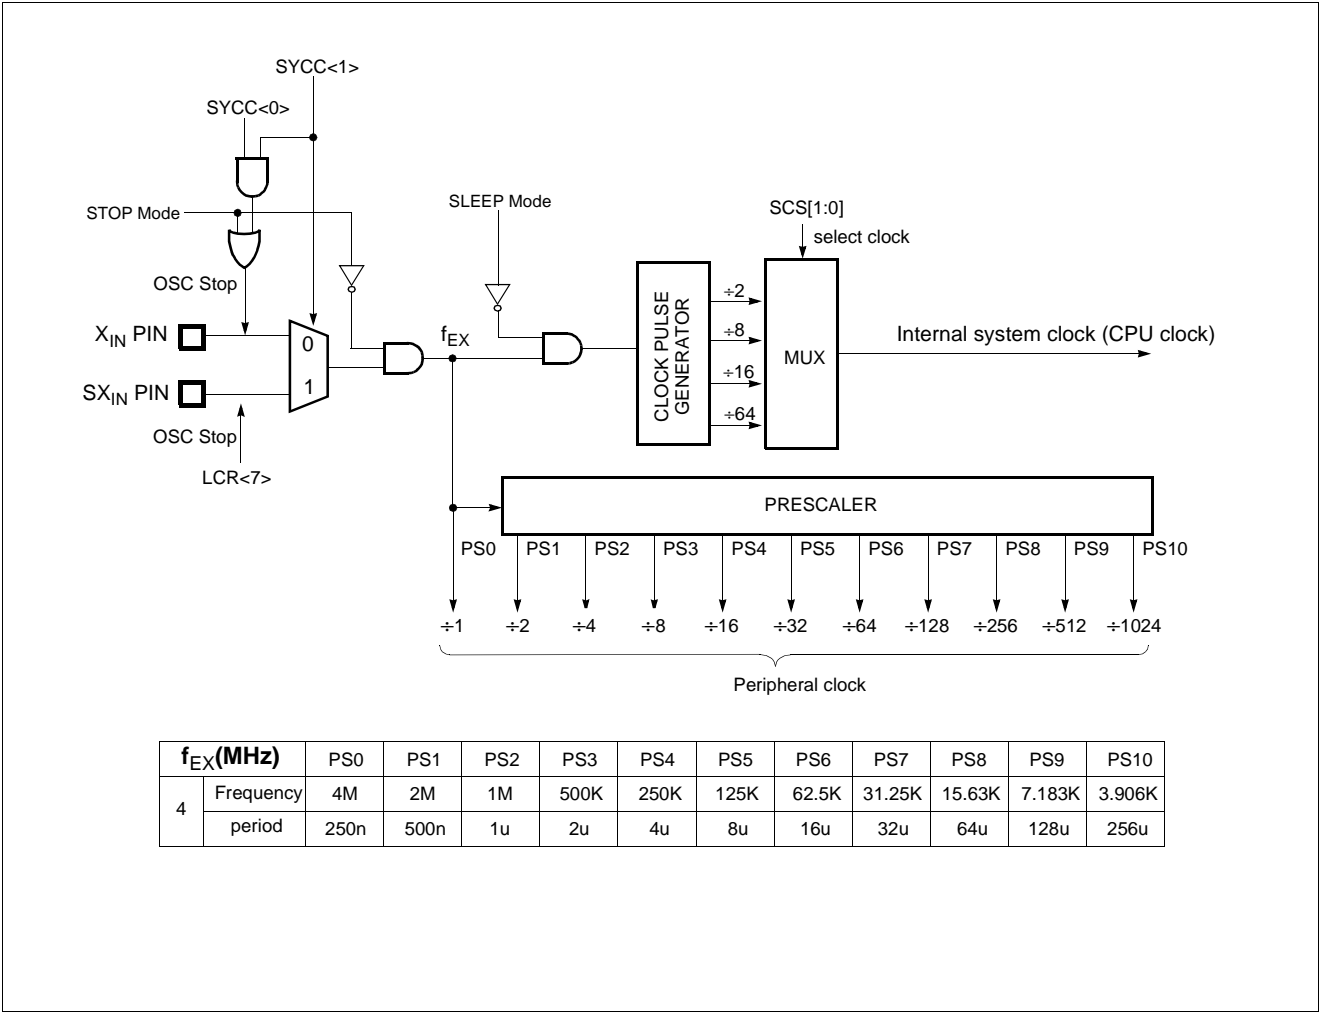 SYCC<1>
SYCC<0>
STOP Mode
SLEEP Mode
SCS[1:0]
select clock
OSC Stop
XIN PIN
0
fEX
CLOCK PULSE
GENERATOR
÷2
÷8
÷16
÷64
MUX
Internal system clock (CPU clock)
SXIN PIN
1
OSC Stop
LCR<7>
PRESCALER
PS0 PS1 PS2 PS3 PS4 PS5 PS6 PS7 PS8 PS9 PS10
÷1 ÷2 ÷4 ÷8 ÷16 ÷32 ÷64 ÷128 ÷256 ÷512 ÷1024
Peripheral clock
fEX(MHz) PS0 PS1 PS2 PS3 PS4 PS5 PS6 PS7 PS8 PS9 PS10
4 Frequency 4M 2M 1M 500K 250K 125K 62.5K 31.25K 15.63K 7.183K 3.906K
period 250n 500n 1u 2u 4u 8u 16u 32u 64u 128u 256u